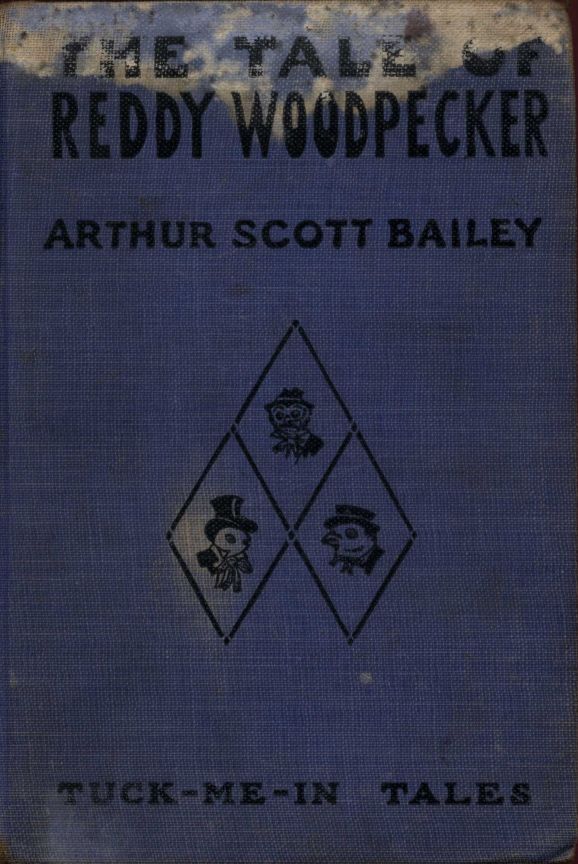 THE TALE OF
REDDY WOODPECKER
ARTHUR SCOTT BAILEY
TUCK-ME-IN TALES